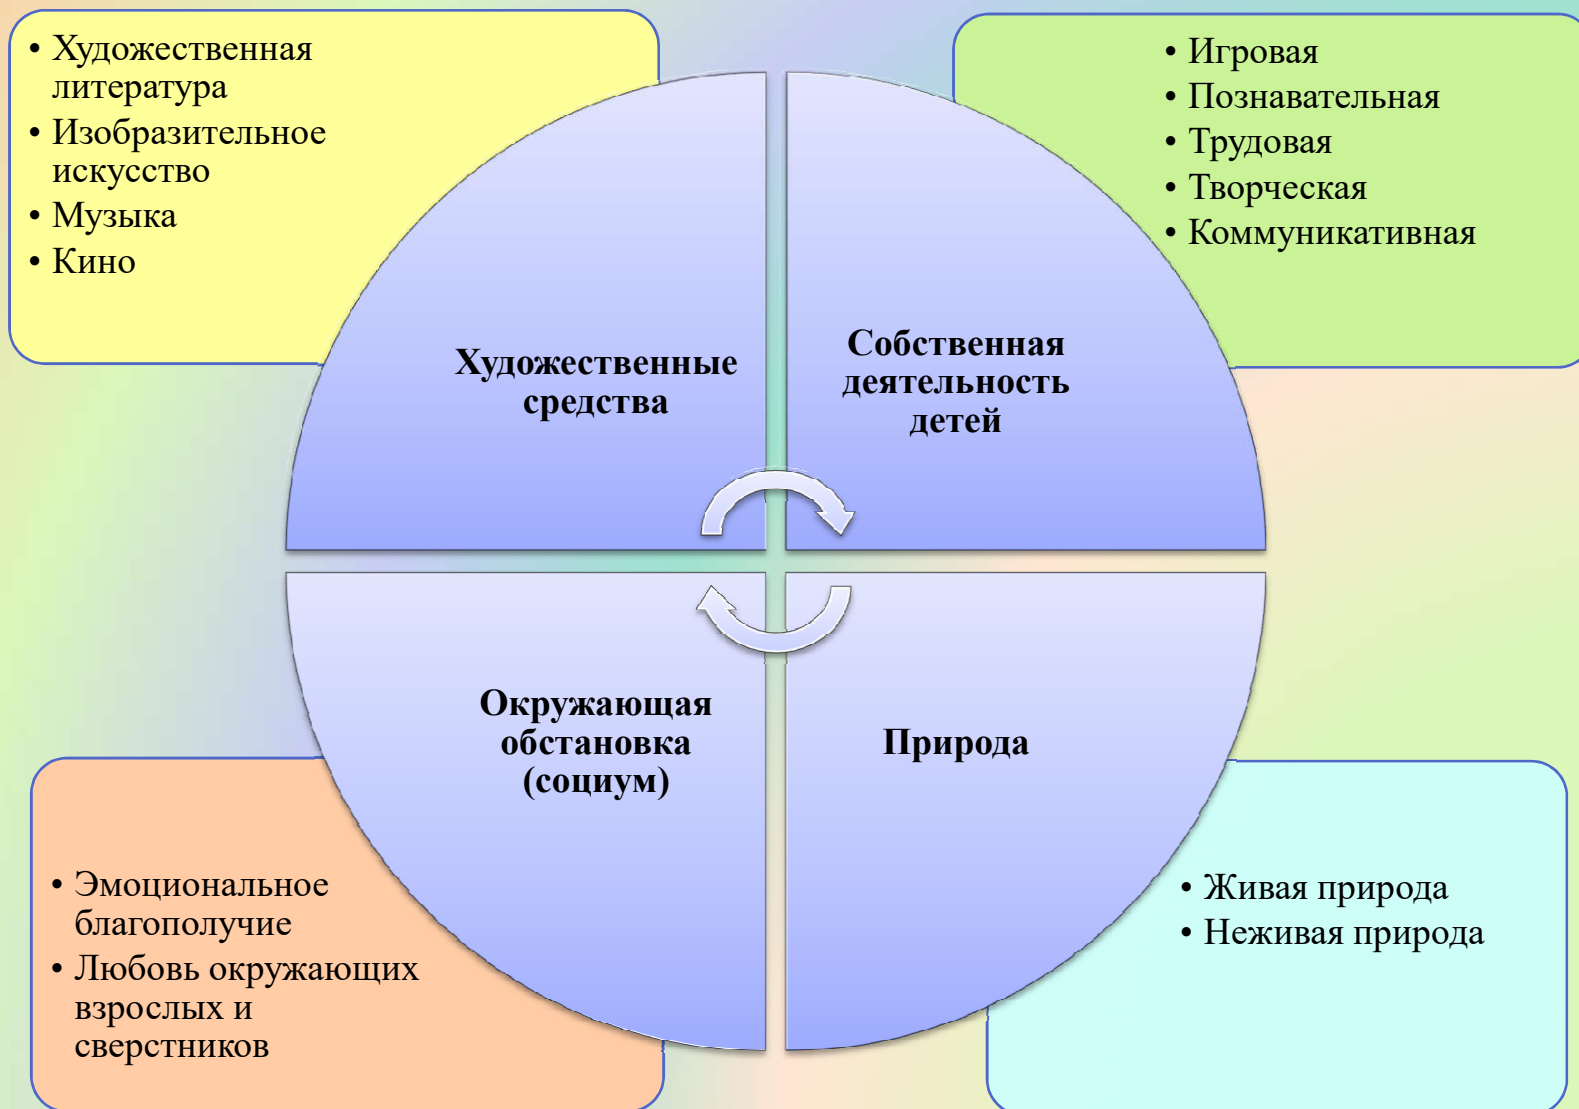 • Художественная
литература
• Изобразительное
искусство
• Музыка
• Кино
• Игровая
• Познавательная
• Трудовая
• Творческая
• Коммуникативная
Художественные
средства
Собственная
деятельность
детей
Окружающая
обстановка
(социум)
Природа
• Эмоциональное
благополучие
• Любовь окружающих
взрослых и
сверстников
• Живая природа
• Неживая природа